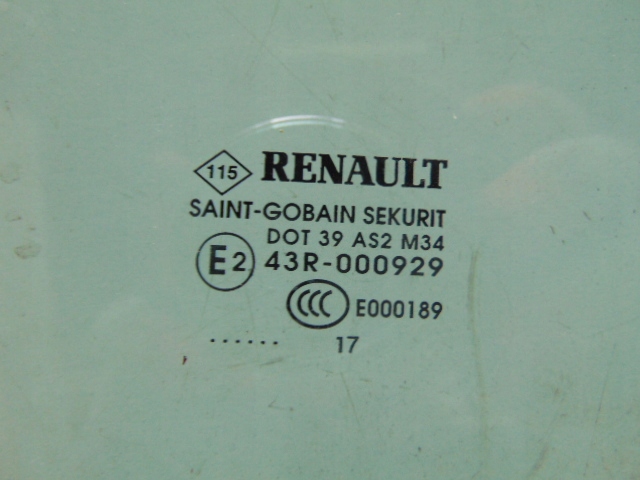 115 RENAULT
SAINT-GOBAIN SEKURIT
DOT 39 AS2 M34
E2 43R-000929
CCC E000189
...... 17